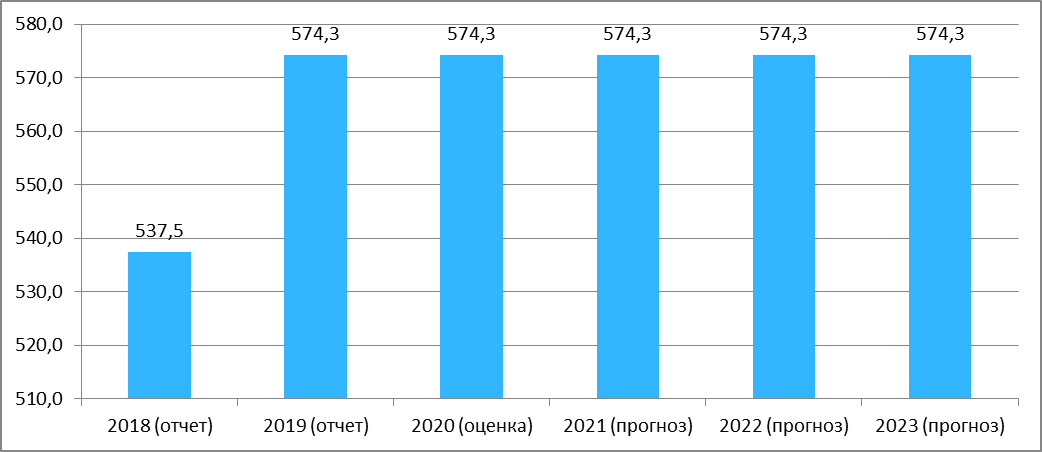 580,0
570,0
560,0
550,0
540,0
530,0
520,0
510,0
537,5
574,3
574,3
574,3
574,3
574,3
2018 (отчет)
2019 (отчет)
2020 (оценка)
2021 (прогноз)
2022 (прогноз)
2023 (прогноз)